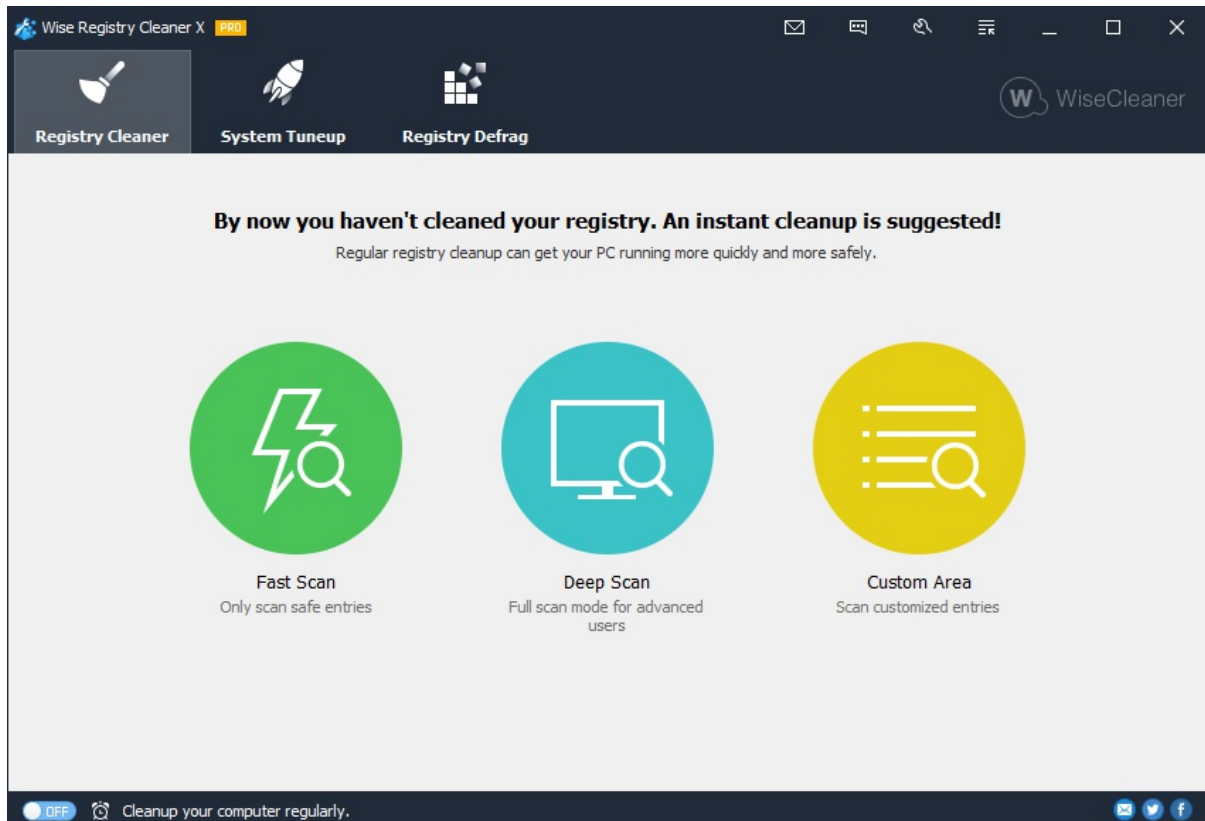 Wise Registry Cleaner X PRO
W WiseCleaner
Registry Cleaner
System Tuneup
Registry Defrag
By now you haven't cleaned your registry. An instant cleanup is suggested!
Regular registry cleanup can get your PC running more quickly and more safely.
Fast Scan
Only scan safe entries
Deep Scan
Full scan mode for advanced
users
Custom Area
Scan customized entries
OFF Cleanup your computer regularly.